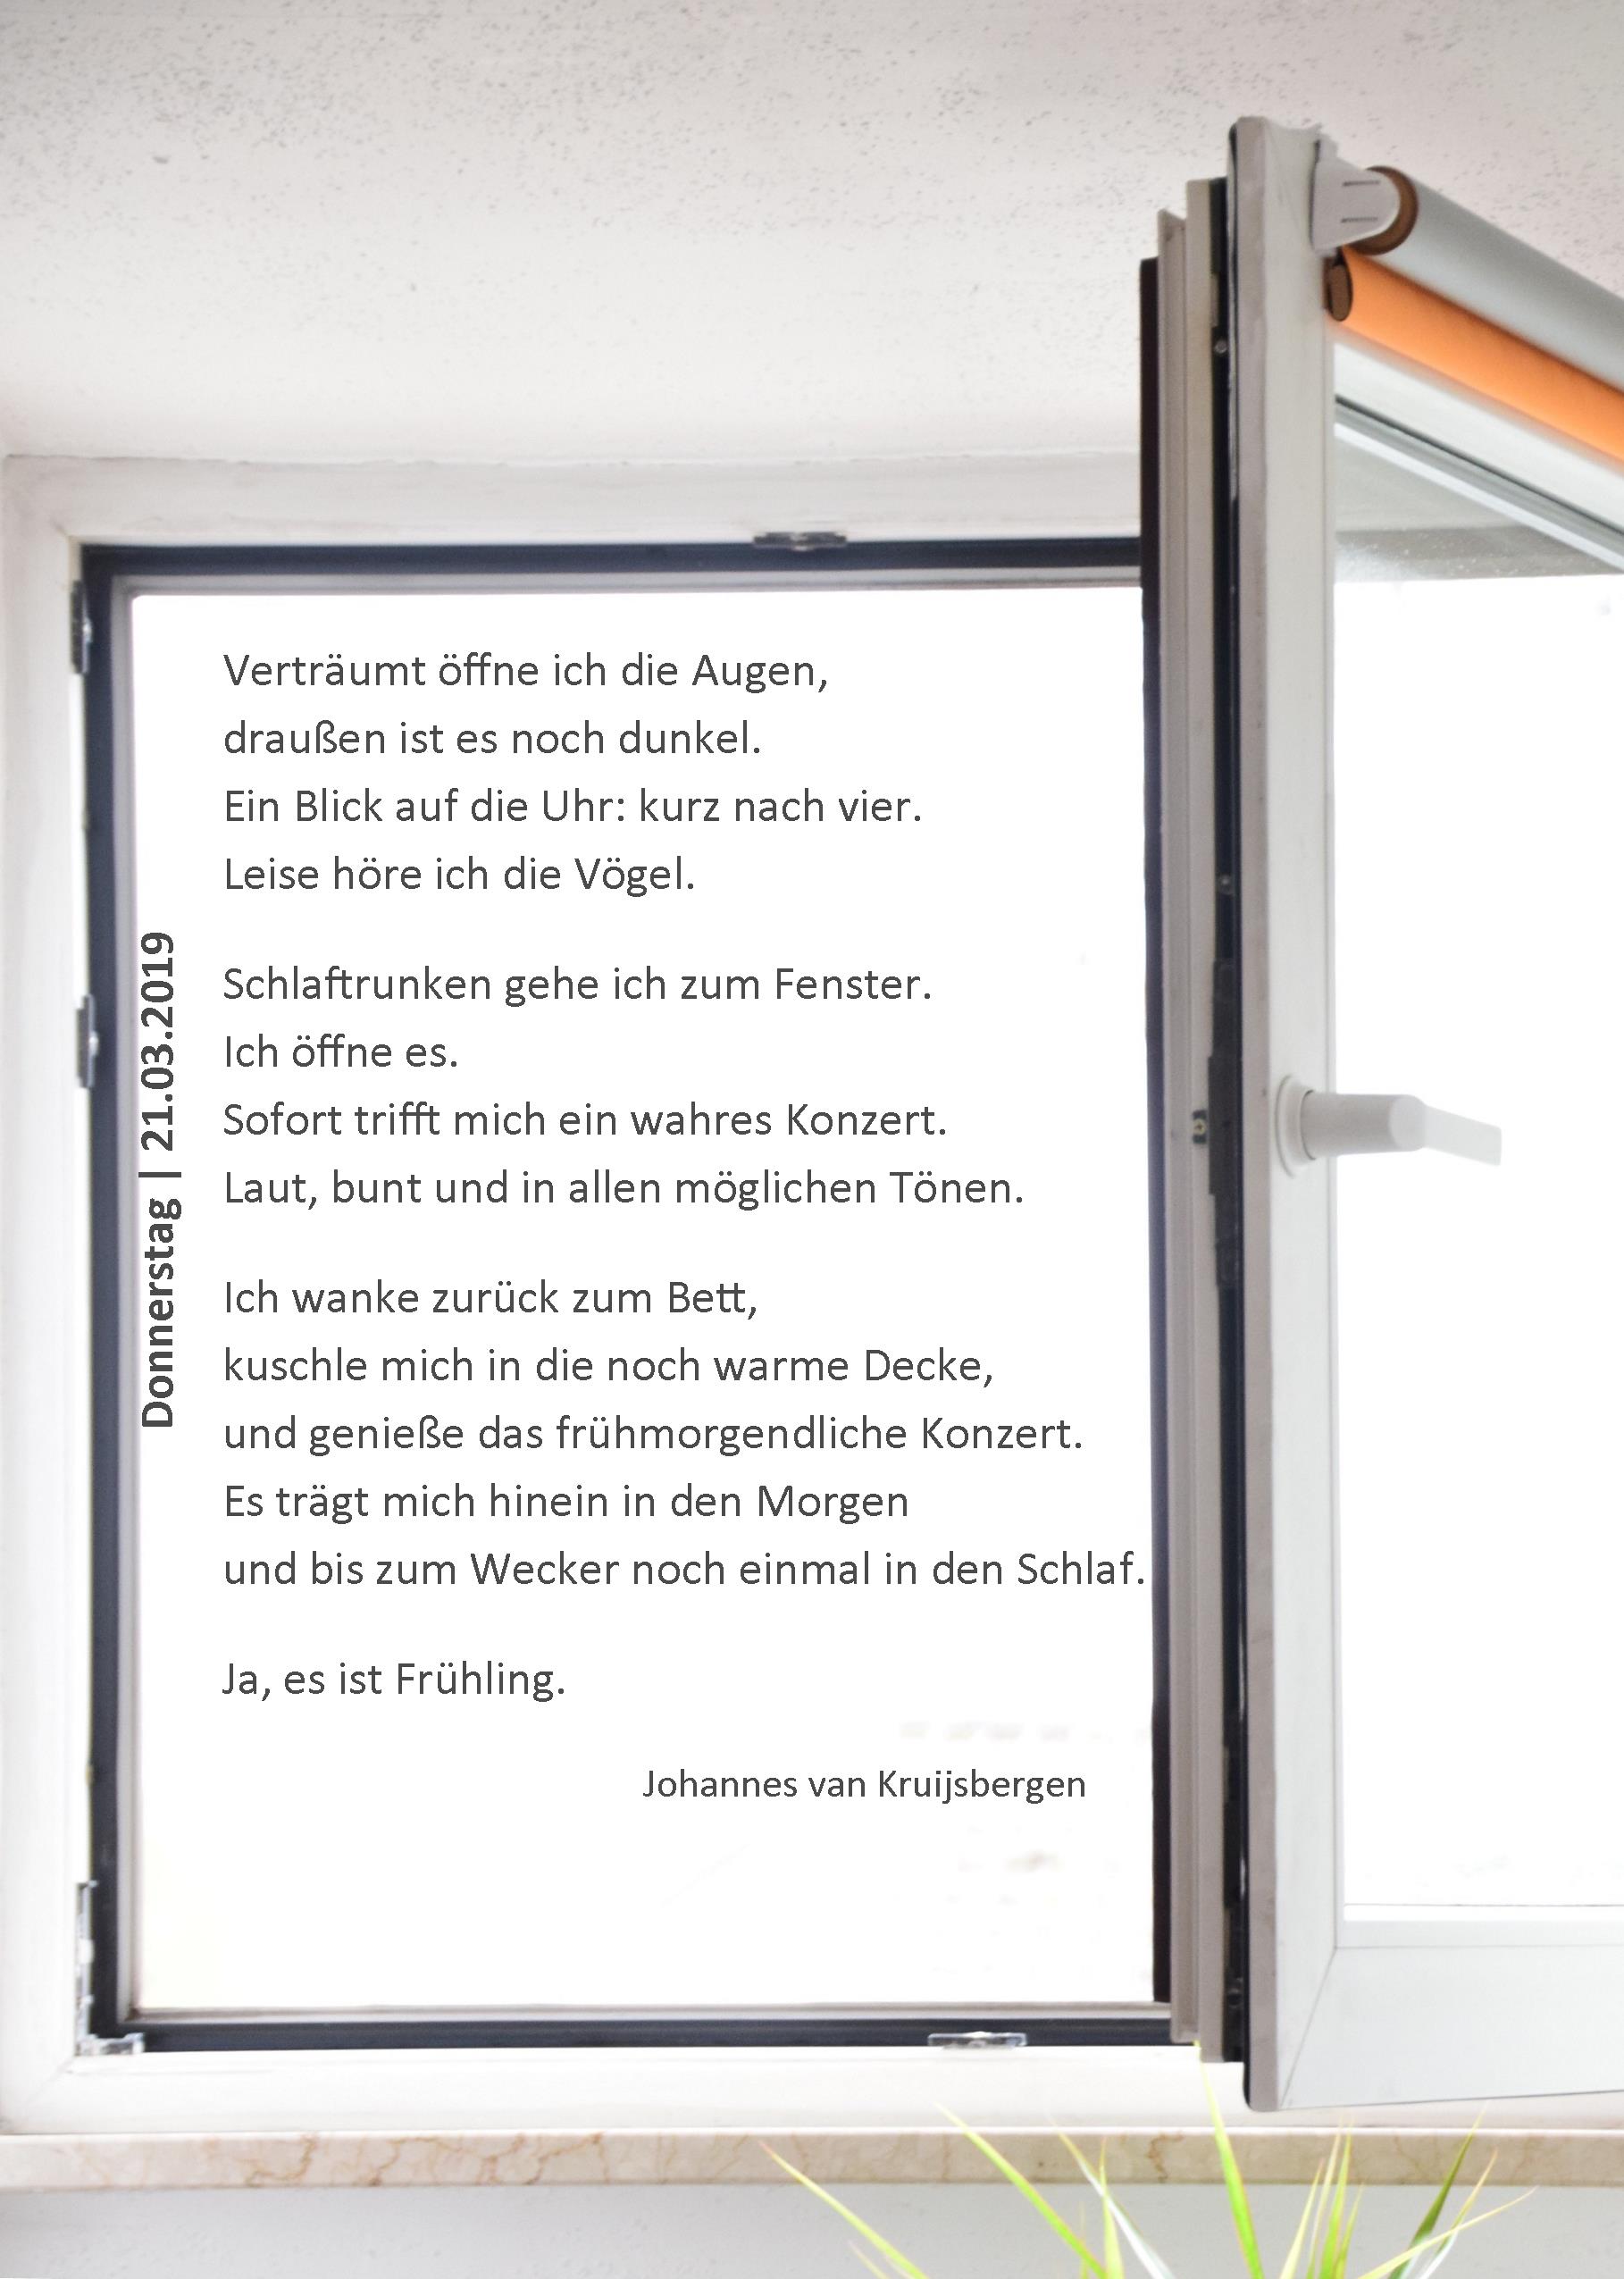 Verträumt öffne ich die Augen,
draußen ist es noch dunkel.
Ein Blick auf die Uhr: kurz nach vier.
Leise höre ich die Vögel.
Schlaftrunken gehe ich zum Fenster.
Ich öffne es.
Sofort trifft mich ein wahres Konzert.
Laut, bunt und in allen möglichen Tönen.
Ich wanke zurück zum Bett,
kuschle mich in die noch warme Decke,
und genieße das frühmorgendliche Konzert.
Es trägt mich hinein in den Morgen
und bis zum Wecker noch einmal in den Schlaf.
Ja, es ist Frühling.
Johannes van Kruijsbergen
Donnerstag | 21.03.2019